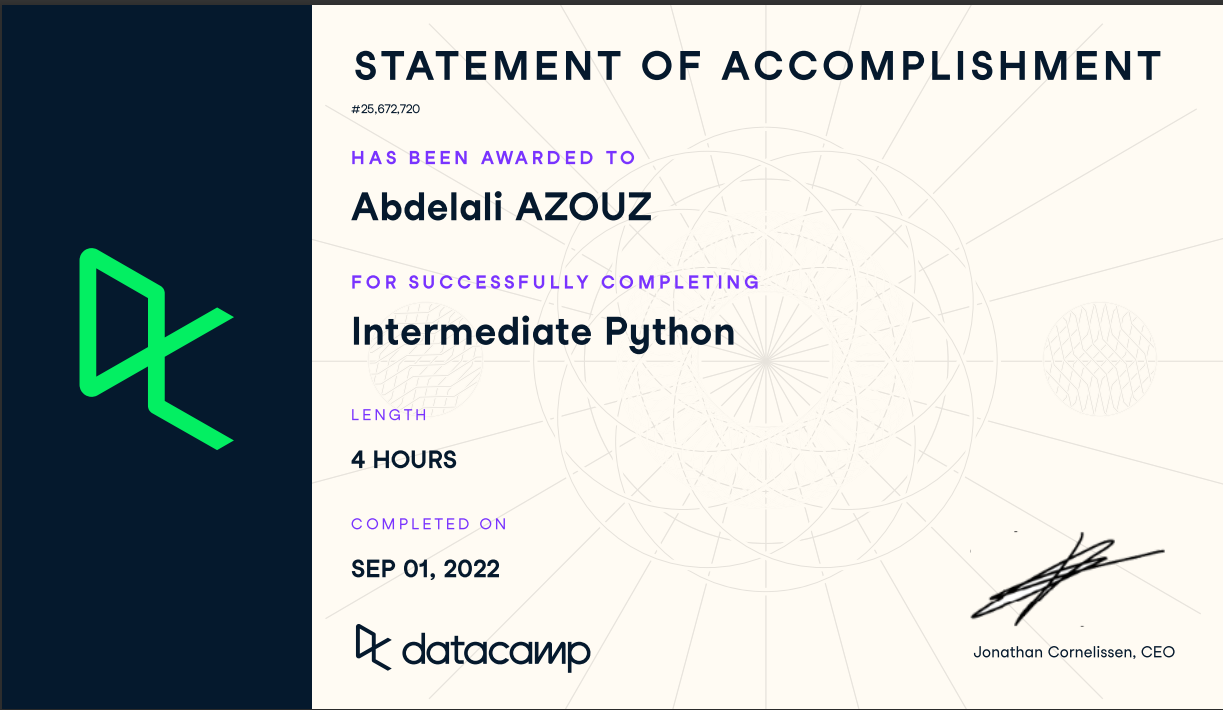 STATEMENT OF ACCOMPLISHMENT
#25,672,720
HAS BEEN AWARDED TO
Abdelali AZOUZ
FOR SUCCESSFULLY COMPLETING
Intermediate Python
LENGTH
4 HOURS
COMPLETED ON
SEP 01, 2022
datacamp
Jonathan Cornelissen, CEO